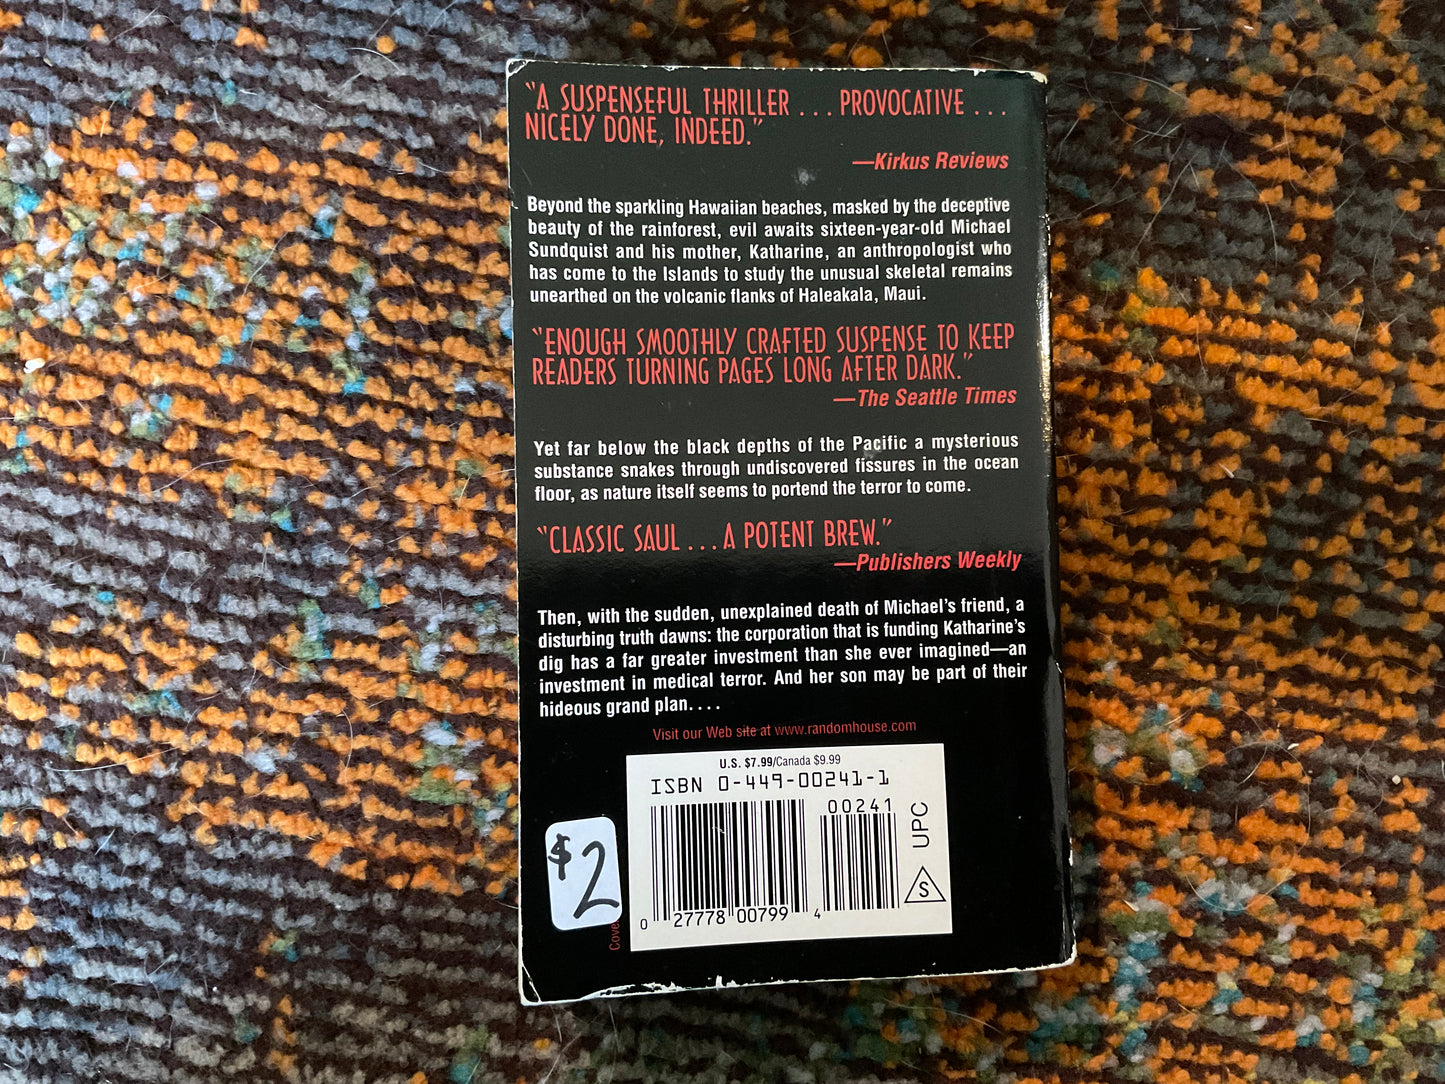 “A SUSPENSEFUL THRILLER . . . PROVOCATIVE . . .
NICELY DONE, INDEED.”
—Kirkus Reviews
Beyond the sparkling Hawaiian beaches, masked by the deceptive
beauty of the rainforest, evil awaits sixteen-year-old Michael
Sundquist and his mother, Katharine, an anthropologist who
has come to the Islands to study the unusual skeletal remains
unearthed on the volcanic flanks of Haleakala, Maui.
“ENOUGH SMOOTHLY CRAFTED SUSPENSE TO KEEP
READERS TURNING PAGES LONG AFTER DARK.”
—The Seattle Times
Yet far below the black depths of the Pacific a mysterious
substance snakes through undiscovered fissures in the ocean
floor, as nature itself seems to portend the terror to come.
“CLASSIC SAUL . . . A POTENT BREW.”
—Publishers Weekly
Then, with the sudden, unexplained death of Michael’s friend, a
disturbing truth dawns: the corporation that is funding Katharine’s
dig has a far greater investment than she ever imagined—an
investment in medical terror. And her son may be part of their
hideous grand plan. . . .
Visit our Web site at www.randomhouse.com
U.S. $7.99/Canada $9.99
ISBN 0-449-00241-1
00241
UPC
S
0 27778 00799 4
$2
Cove